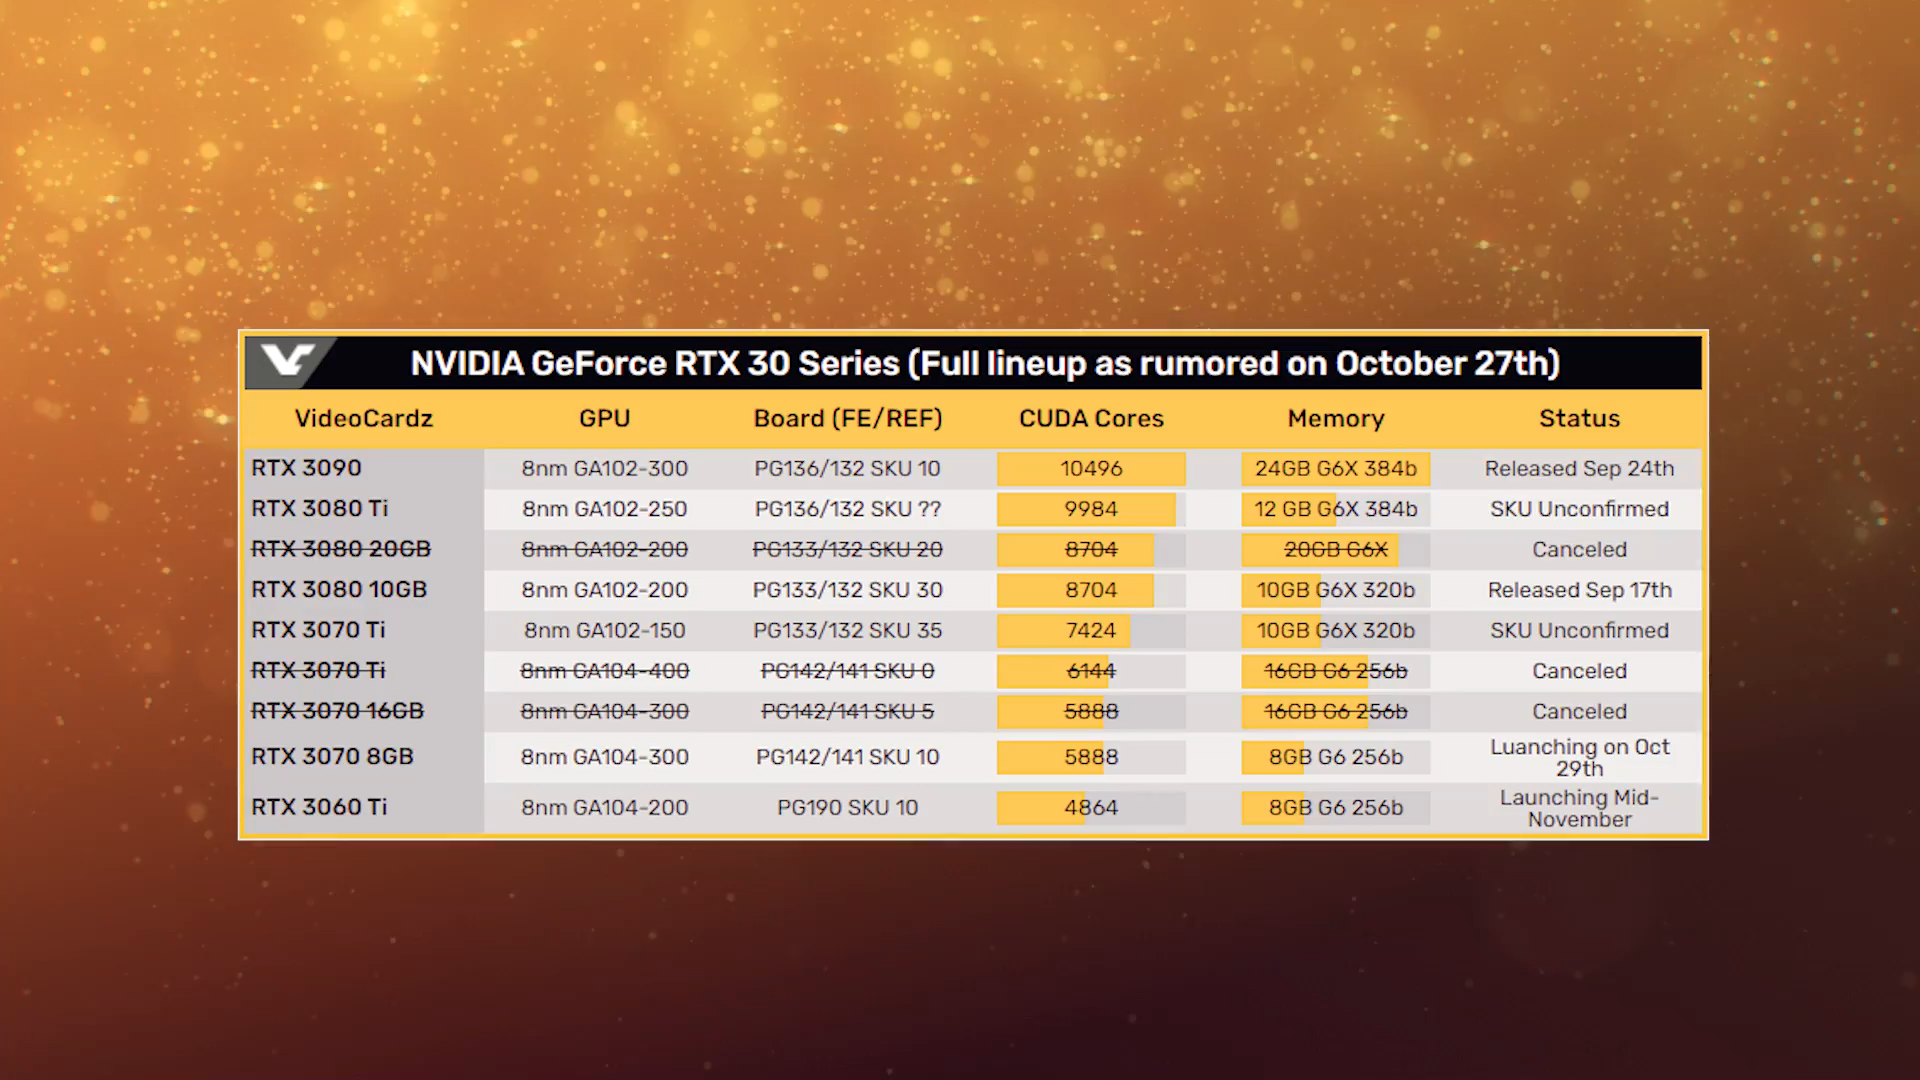 NVIDIA GeForce RTX 30 Series (Full lineup as rumored on October 27th)
VideoCardz GPU Board (FE/REF) CUDA Cores Memory Status
RTX 3090 8nm GA102-300 PG136/132 SKU 10 10496 24GB G6X 384b Released Sep 24th
RTX 3080 Ti 8nm GA102-250 PG136/132 SKU ?? 9984 12 GB G6X 384b SKU Unconfirmed
RTX 3080 20GB 8nm GA102-200 PG133/132 SKU 20 8704 20GB G6X Canceled
RTX 3080 10GB 8nm GA102-200 PG133/132 SKU 30 8704 10GB G6X 320b Released Sep 17th
RTX 3070 Ti 8nm GA102-150 PG133/132 SKU 35 7424 10GB G6X 320b SKU Unconfirmed
RTX 3070 Ti 8nm GA104-400 PG142/141 SKU 0 6144 16GB G6 256b Canceled
RTX 3070 16GB 8nm GA104-300 PG142/141 SKU 5 5888 16GB G6 256b Canceled
RTX 3070 8GB 8nm GA104-300 PG142/141 SKU 10 5888 8GB G6 256b Luanching on Oct
29th
RTX 3060 Ti 8nm GA104-200 PG190 SKU 10 4864 8GB G6 256b Launching Mid-
November